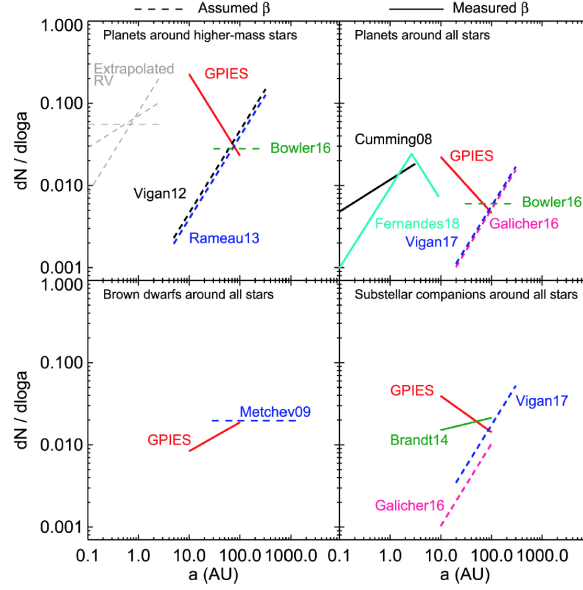 Assumed β Measured β
Planets around higher-mass stars
Planets around all stars
1.000
0.100
0.010
0.001
dN / dloga
Extrapolated
RV
GPIES
Bowler16
Vigan12
Rameau13
Cumming08
GPIES
Bowler16
Fernandes18
Galicher16
Vigan17
Brown dwarfs around all stars
Substellar companions around all stars
1.000
0.100
0.010
0.001
dN / dloga
Metchev09
GPIES
GPIES
Vigan17
Brandt14
Galicher16
0.1 1.0 10.0 100.0 1000.0
0.1 1.0 10.0 100.0 1000.0
a (AU)
a (AU)